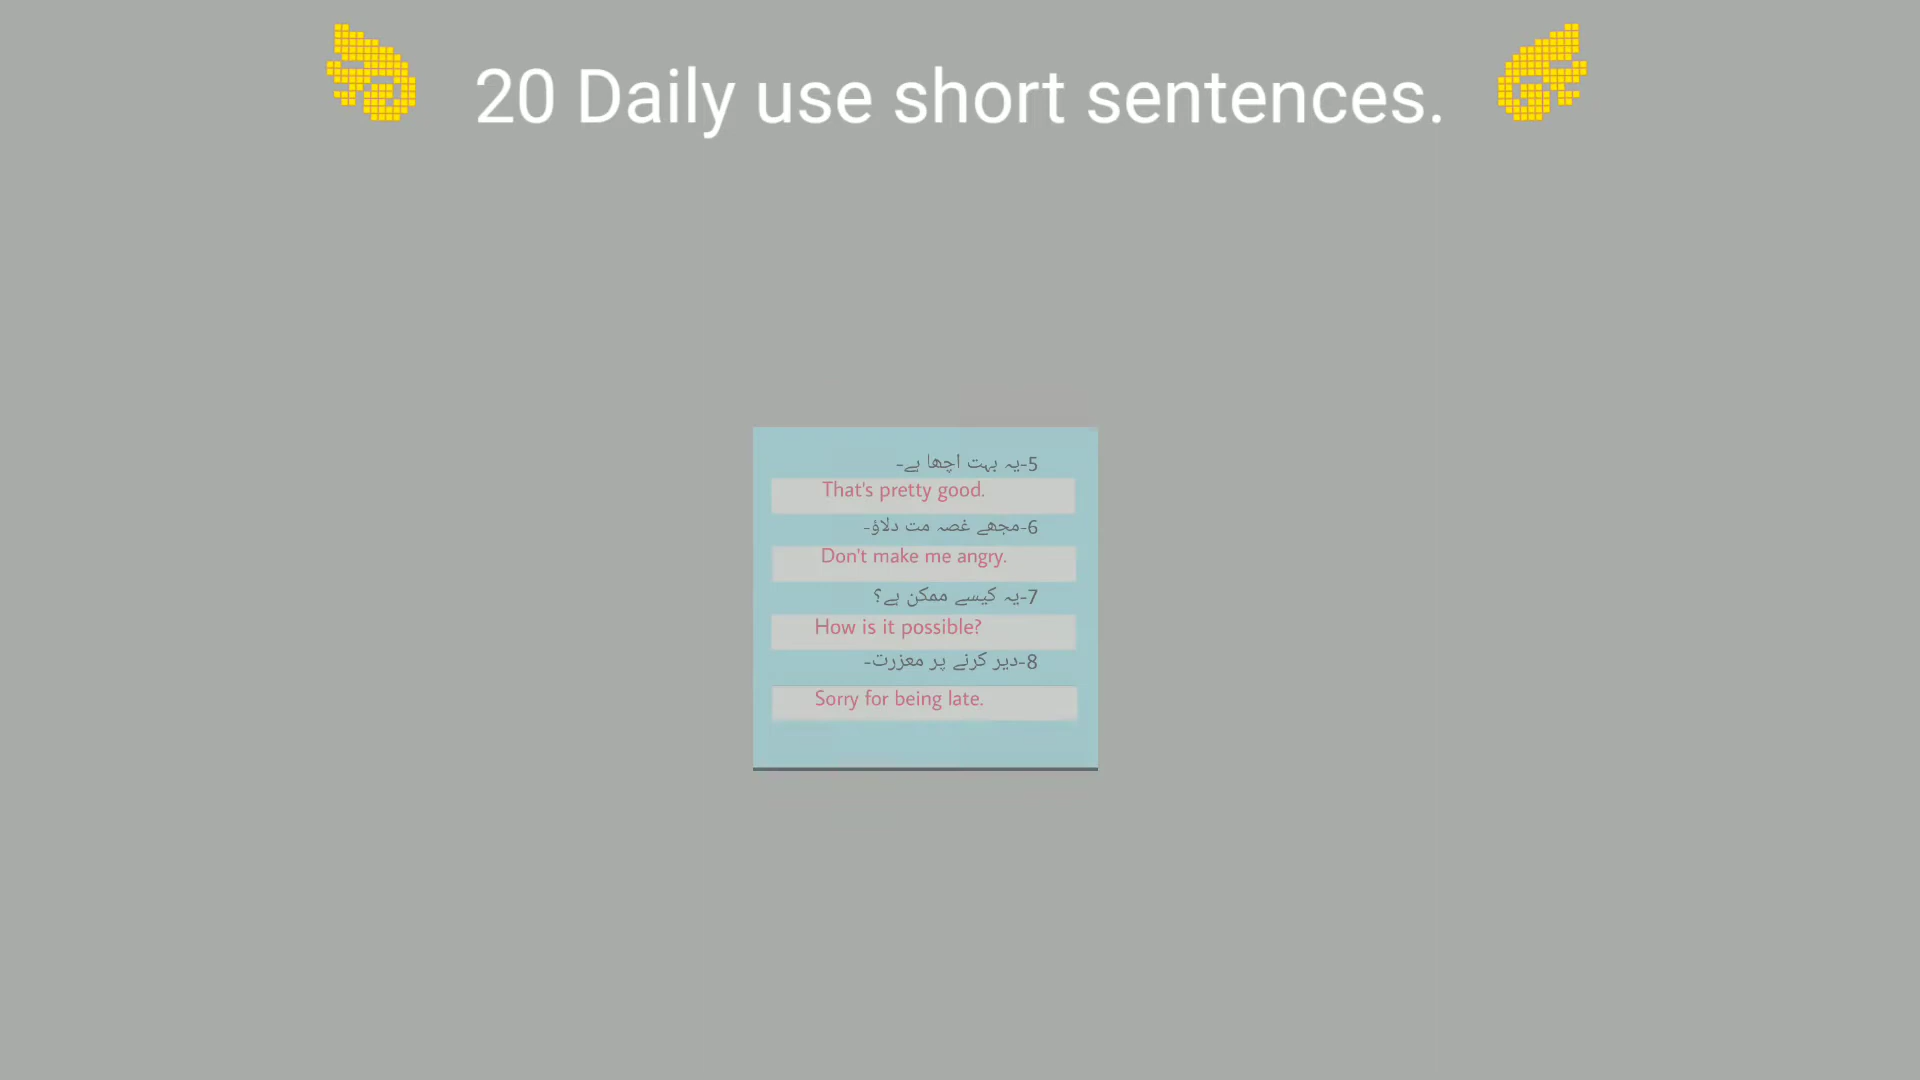 20 Daily use short sentences.
5-یہ بہت اچھا ہے-
That's pretty good.
6-مجھے غصہ مت دلاؤ-
Don't make me angry.
7-یہ کیسے ممکن ہے؟
How is it possible?
8-دیر کرنے پر معزرت-
Sorry for being late.